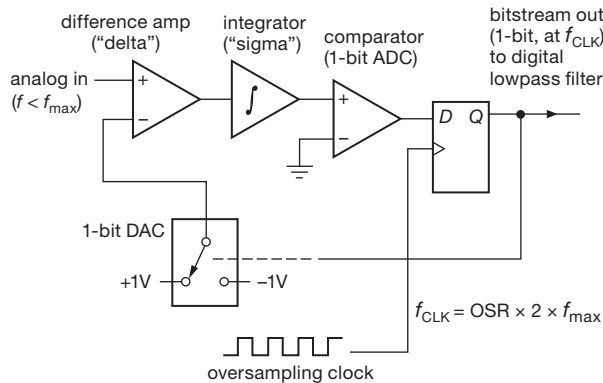 difference amp
(“delta”)
integrator
(“sigma”)
comparator
(1-bit ADC)
bitstream out
(1-bit, at fCLK)
to digital
lowpass filter
analog in
(f < fmax)
+
−
∫
+
−
D Q
1-bit DAC
+1V
−1V
fCLK = OSR × 2 × fmax
oversampling clock